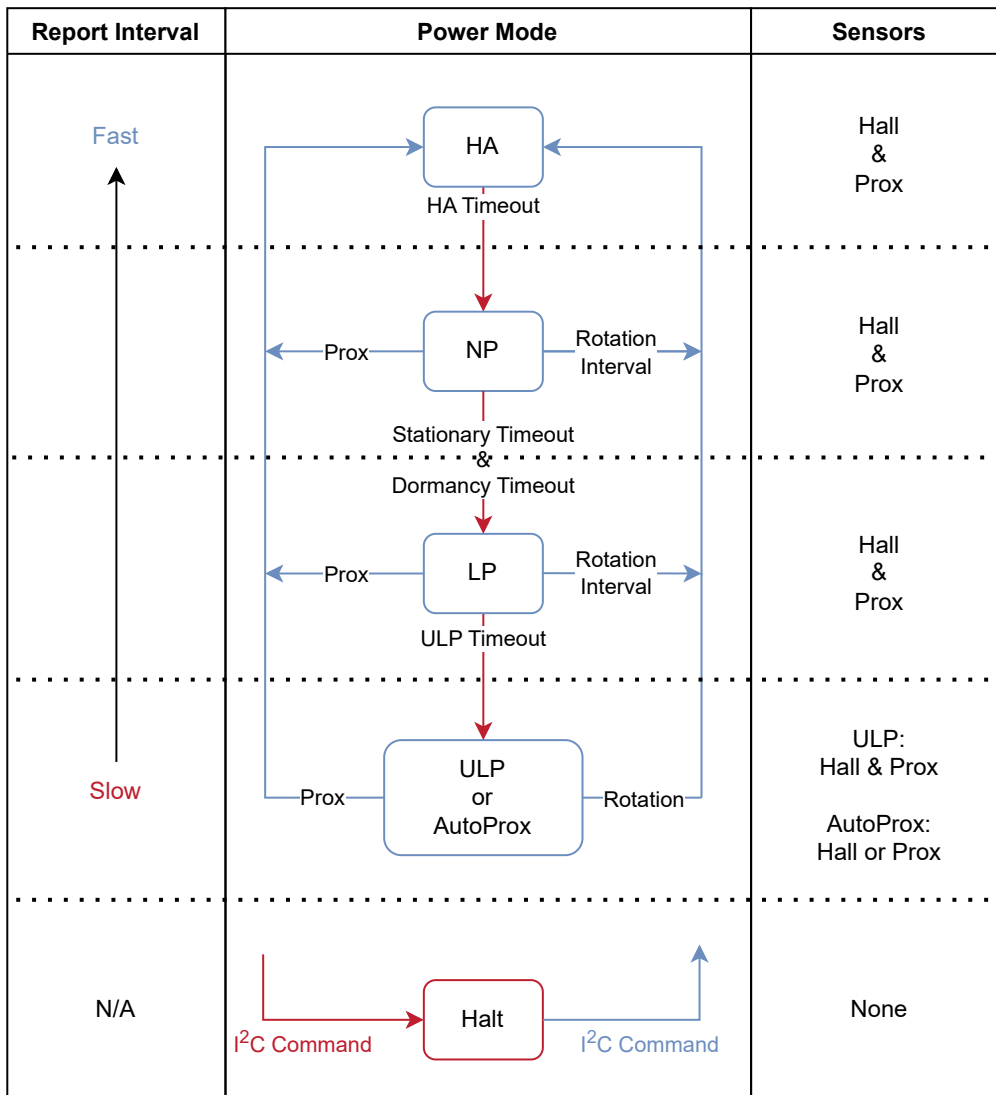 Report Interval
Power Mode
Sensors
Fast
HA
Hall
&
Prox
HA Timeout
Prox
NP
Rotation
Interval
Hall
&
Prox
Stationary Timeout
&
Dormancy Timeout
Prox
LP
Rotation
Interval
Hall
&
Prox
ULP Timeout
Slow
Prox
ULP
or
AutoProx
Rotation
ULP:
Hall & Prox
AutoProx:
Hall or Prox
N/A
I²C Command
Halt
I²C Command
None